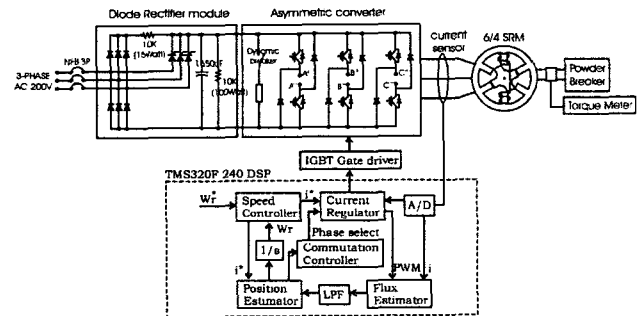 Diode Rectifier module
Asymmetric converter
current
sensor
6/4 SRM
10K
(15Watt)
NFB 3P
3-PHASE
AC 200V
1650uF
10K
(100Watt)
Dynamic
breaker
A+
A-
B+
B-
C+
C-
Powder
Breaker
Torque Meter
IGBT Gate driver
TMS320F 240 DSP
Wr*
Speed
Controller
i*
Current
Regulator
A/D
Wr
Phase select
1/s
Commutation
Controller
i*
PWM
i
Position
Estimator
LPF
Flux
Estimator